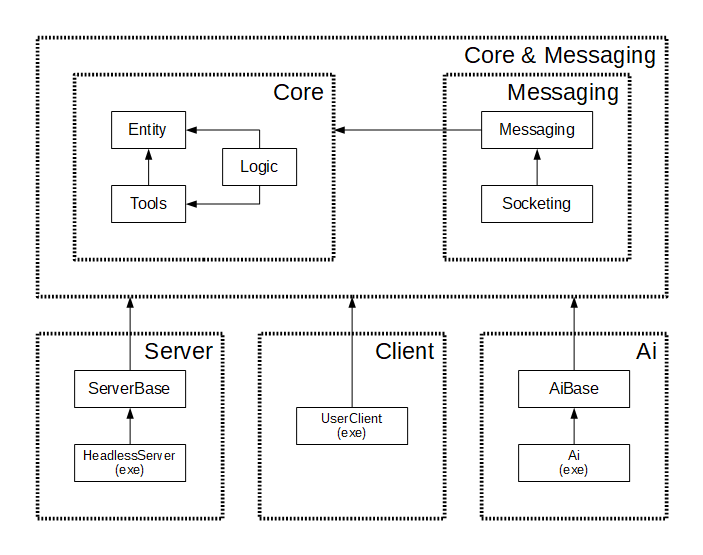 Core & Messaging
Core
Messaging
Entity
Messaging
Logic
Tools
Socketing
Server
Client
Ai
ServerBase
AiBase
UserClient
(exe)
HeadlessServer
(exe)
Ai
(exe)